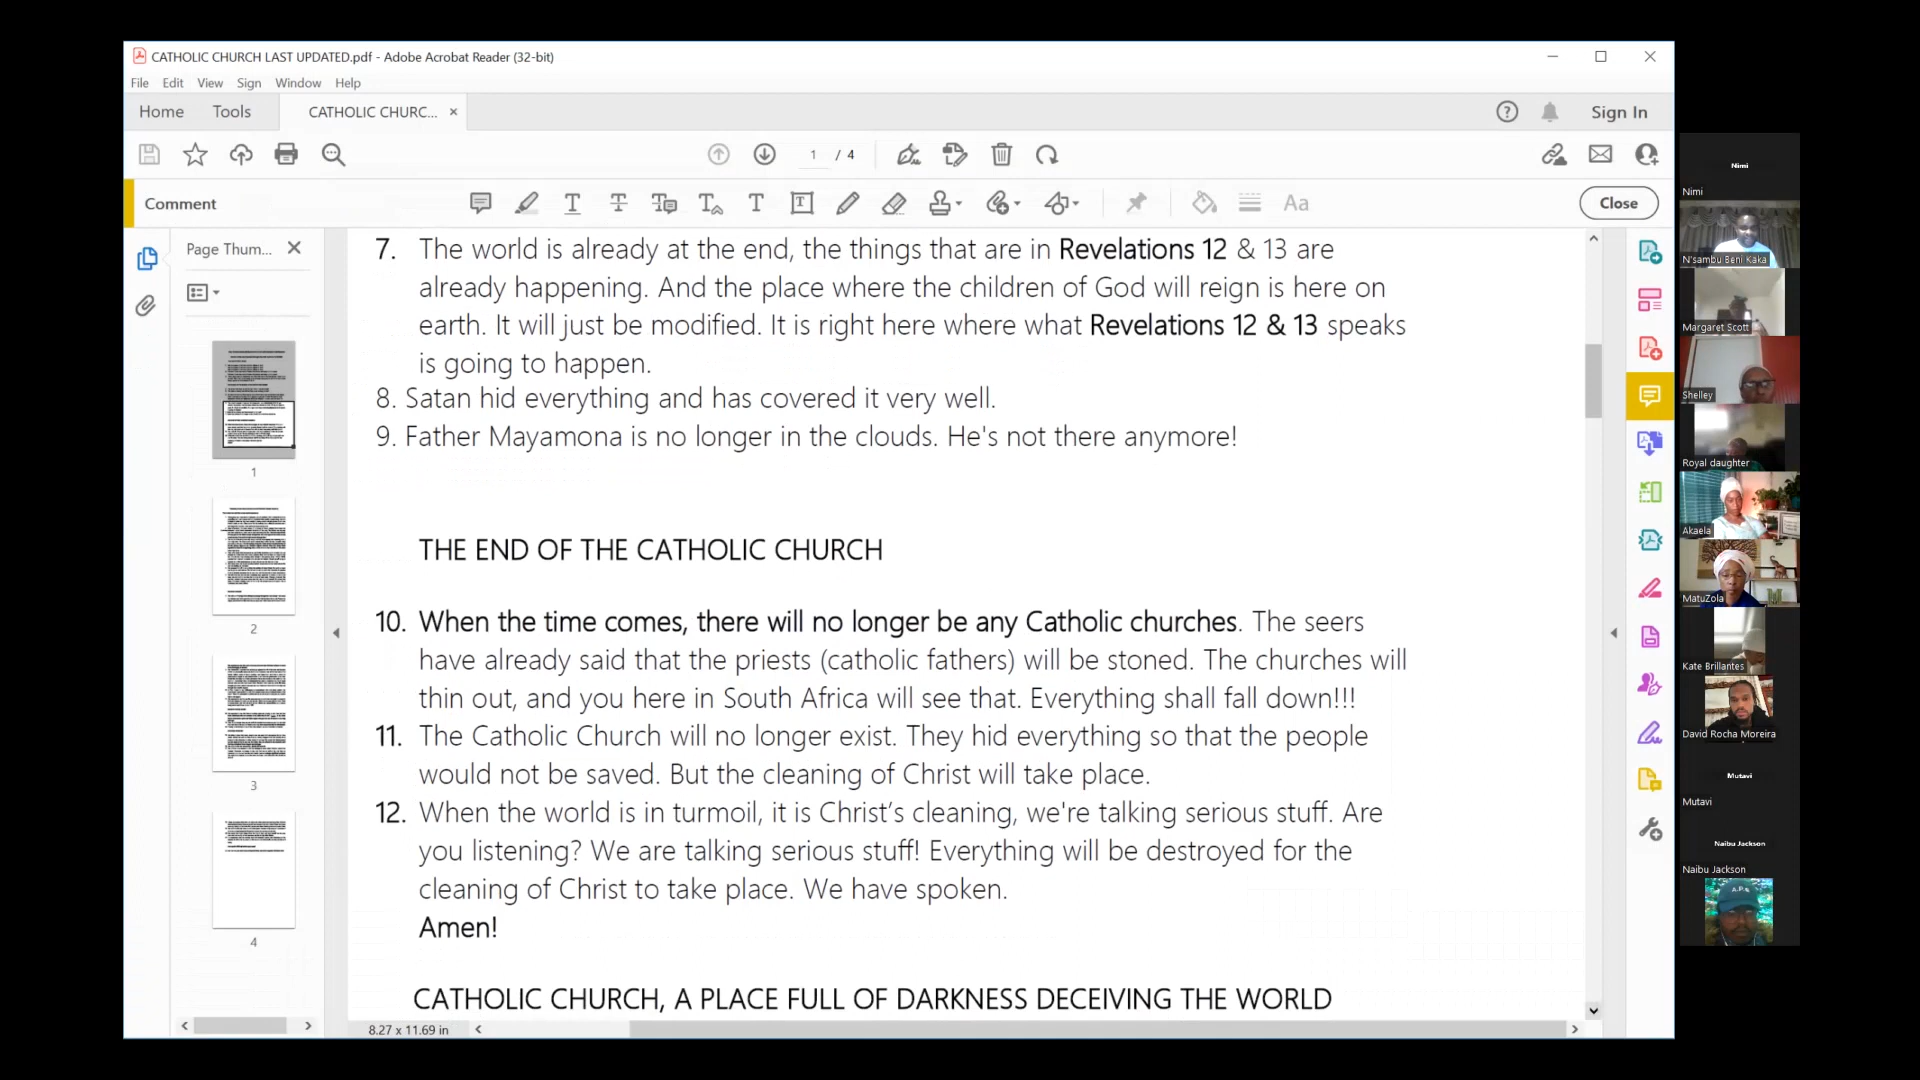 CATHOLIC CHURCH LAST UPDATED.pdf - Adobe Acrobat Reader (32-bit)
File Edit View Sign Window Help
Home Tools CATHOLIC CHURC... × Sign In
1 / 4
Comment Close
Page Thum...
7. The world is already at the end, the things that are in Revelations 12 & 13 are
already happening. And the place where the children of God will reign is here on
earth. It will just be modified. It is right here where what Revelations 12 & 13 speaks
is going to happen.
8. Satan hid everything and has covered it very well.
9. Father Mayamona is no longer in the clouds. He's not there anymore!
THE END OF THE CATHOLIC CHURCH
10. When the time comes, there will no longer be any Catholic churches. The seers
have already said that the priests (catholic fathers) will be stoned. The churches will
thin out, and you here in South Africa will see that. Everything shall fall down!!!
11. The Catholic Church will no longer exist. They hid everything so that the people
would not be saved. But the cleaning of Christ will take place.
12. When the world is in turmoil, it is Christ's cleaning, we're talking serious stuff. Are
you listening? We are talking serious stuff! Everything will be destroyed for the
cleaning of Christ to take place. We have spoken.
Amen!
CATHOLIC CHURCH, A PLACE FULL OF DARKNESS DECEIVING THE WORLD
1
2
3
4
8.27 x 11.69 in
Nimi
Nimi
N'sambu Beni Kaka
Margaret Scott
Shelley
Royal daughter
Akaela
MatuZola
Kate Brillantes
David Rocha Moreira
Mutavi
Mutavi
Naibu Jackson
Naibu Jackson